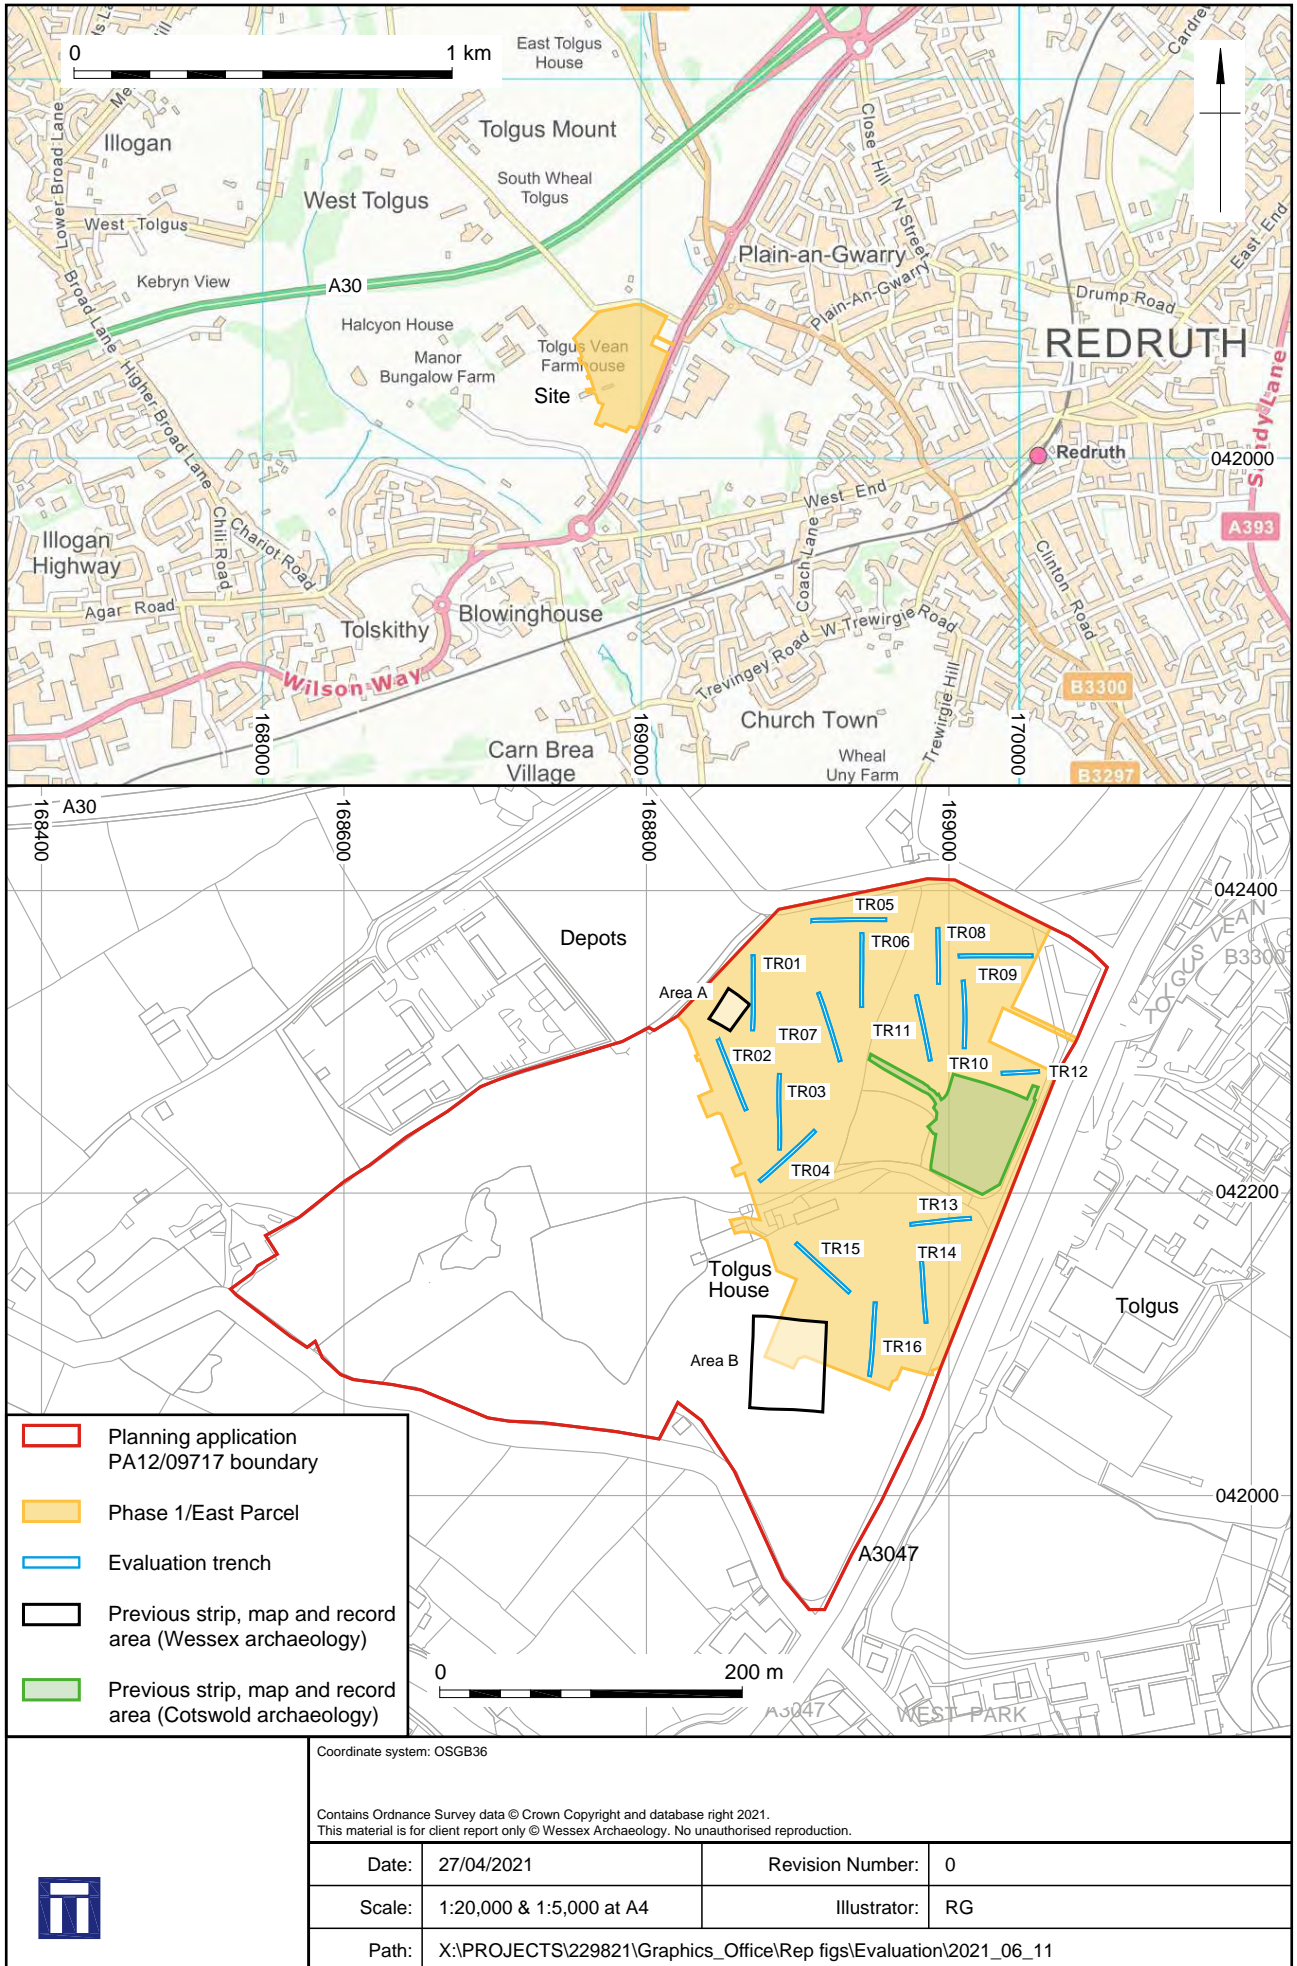 0 1 km
East Tolgus
House
Cardrew
Illogan
Tolgus Mount
Lower Broad Lane
Close Hill
N Street
West Tolgus
South Wheal
Tolgus
West Tolgus
Plain-an-Gwarry
East End
Kebryn View
A30
Plain-An-Gwarry
Drump Road
Broad Lane
Halcyon House
REDRUTH
Manor
Bungalow Farm
Tolgus Vean
Farmhouse
Higher Broad Lane
Site
Sandy Lane
Redruth
042000
West End
A393
Illogan
Highway
Chill Road
Chariot Road
Coach Lane
Clinton Road
Agar Road
Blowinghouse
Tolskithy
W Trewirgie Road
Trevingey Road
Wilson Way
Trewirgie Hill
B3300
Church Town
168000
169000
170000
Carn Brea
Village
Wheal
Uny Farm
B3297
168400
A30
168600
168800
169000
042400
TR05
Depots
TR06
TR08
TOLGUS VEAN
B3300
TR01
TR09
Area A
TR07
TR11
TR02
TR10
TR12
TR03
TR04
042200
TR13
TR15
TR14
Tolgus
House
Tolgus
TR16
Area B
042000
A3047
Planning application
PA12/09717 boundary
Phase 1/East Parcel
Evaluation trench
Previous strip, map and record
area (Wessex archaeology)
Previous strip, map and record
area (Cotswold archaeology)
0 200 m
A3047
WEST PARK
Coordinate system: OSGB36
Contains Ordnance Survey data © Crown Copyright and database right 2021.
This material is for client report only © Wessex Archaeology. No unauthorised reproduction.
Date: 27/04/2021 Revision Number: 0
Scale: 1:20,000 & 1:5,000 at A4 Illustrator: RG
Path: X:\PROJECTS\229821\Graphics_Office\Rep figs\Evaluation\2021_06_11